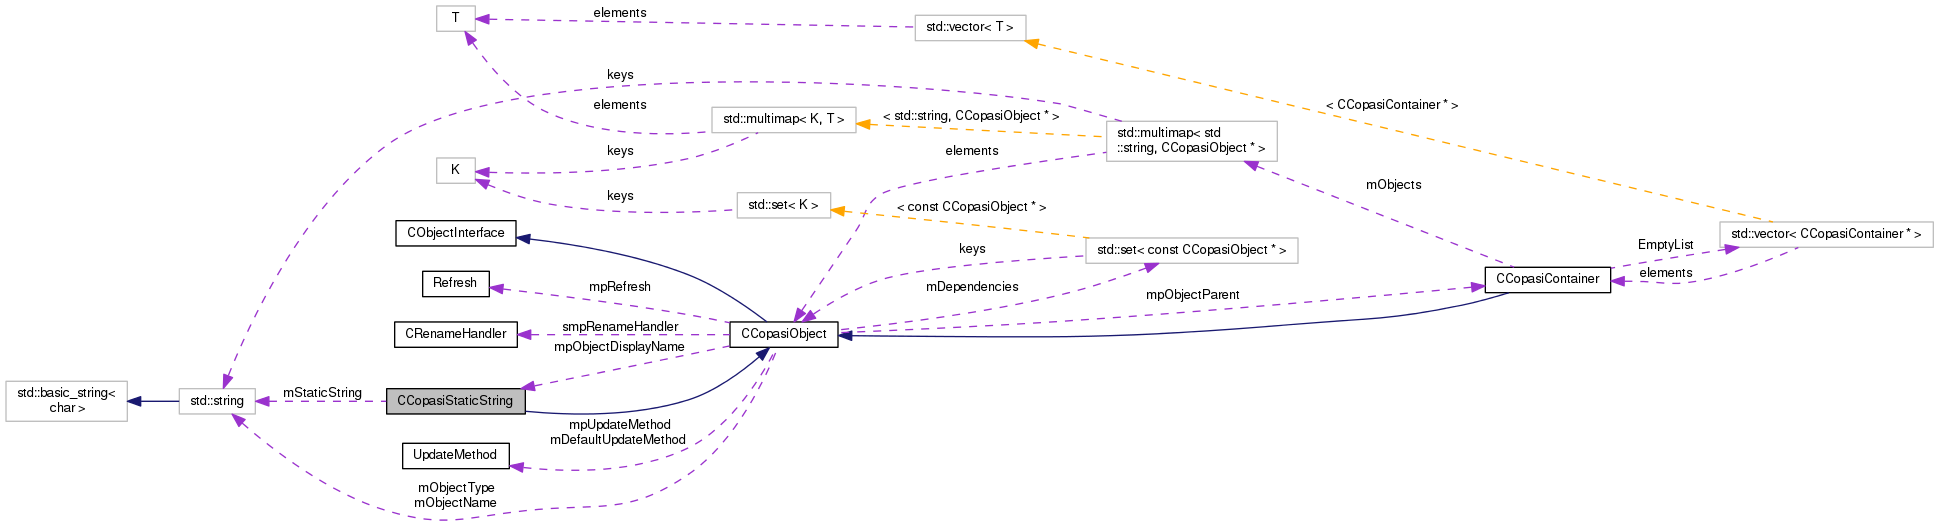 T
elements
std::vector< T >
keys
elements
std::multimap< K, T >
< std::string, CCopasiObject * >
< CCopasiContainer * >
std::multimap< std
::string, CCopasiObject * >
keys
elements
K
keys
std::set< K >
< const CCopasiObject * >
mObjects
CObjectInterface
keys
std::set< const CCopasiObject * >
EmptyList
std::vector< CCopasiContainer * >
elements
Refresh
mpRefresh
mDependencies
mpObjectParent
CCopasiContainer
CRenameHandler
smpRenameHandler
mpObjectDisplayName
CCopasiObject
std::basic_string<
char >
std::string
mStaticString
CCopasiStaticString
mpUpdateMethod
mDefaultUpdateMethod
UpdateMethod
mObjectType
mObjectName